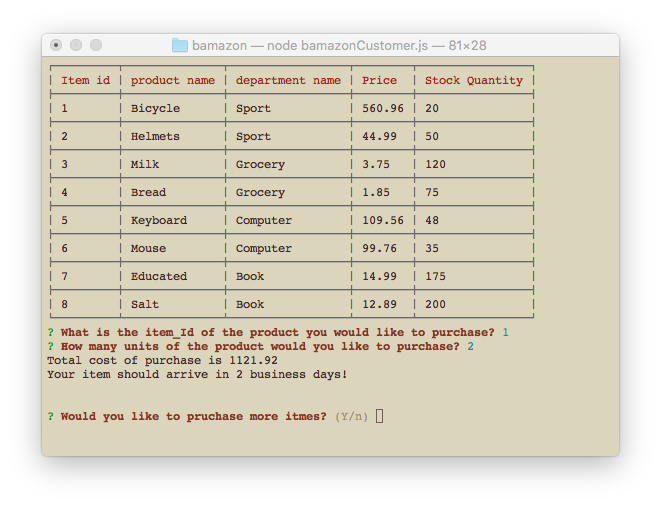 bamazon — node bamazonCustomer.js — 81×28
Item id product name department name Price Stock Quantity
1 Bicycle Sport 560.96 20
2 Helmets Sport 44.99 50
3 Milk Grocery 3.75 120
4 Bread Grocery 1.85 75
5 Keyboard Computer 109.56 48
6 Mouse Computer 99.76 35
7 Educated Book 14.99 175
8 Salt Book 12.89 200
? What is the item_Id of the product you would like to purchase? 1
? How many units of the product would you like to purchase? 2
Total cost of purchase is 1121.92
Your item should arrive in 2 business days!
? Would you like to pruchase more itmes? (Y/n)